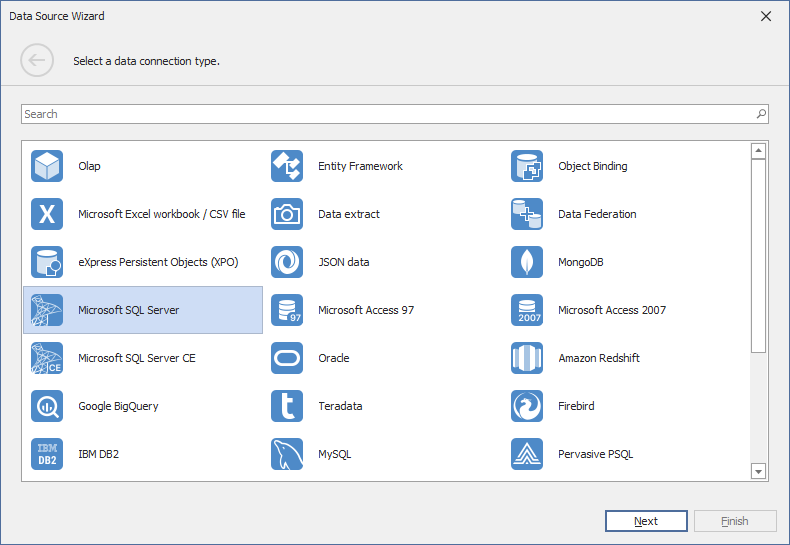 Data Source Wizard
Select a data connection type.
Search
Olap
Entity Framework
Object Binding
X
Microsoft Excel workbook / CSV file
Data extract
Data Federation
eXpress Persistent Objects (XPO)
JSON data
MongoDB
Microsoft SQL Server
97
Microsoft Access 97
2007
Microsoft Access 2007
CE
Microsoft SQL Server CE
Oracle
Amazon Redshift
Google BigQuery
t
Teradata
Firebird
IBM
DB2
IBM DB2
MySQL
Pervasive PSQL
Next
Finish